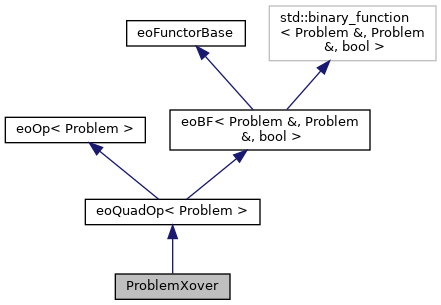 std::binary_function
< Problem &, Problem
&, bool >
eoFunctorBase
eoOp< Problem >
eoBF< Problem &, Problem
&, bool >
eoQuadOp< Problem >
ProblemXover